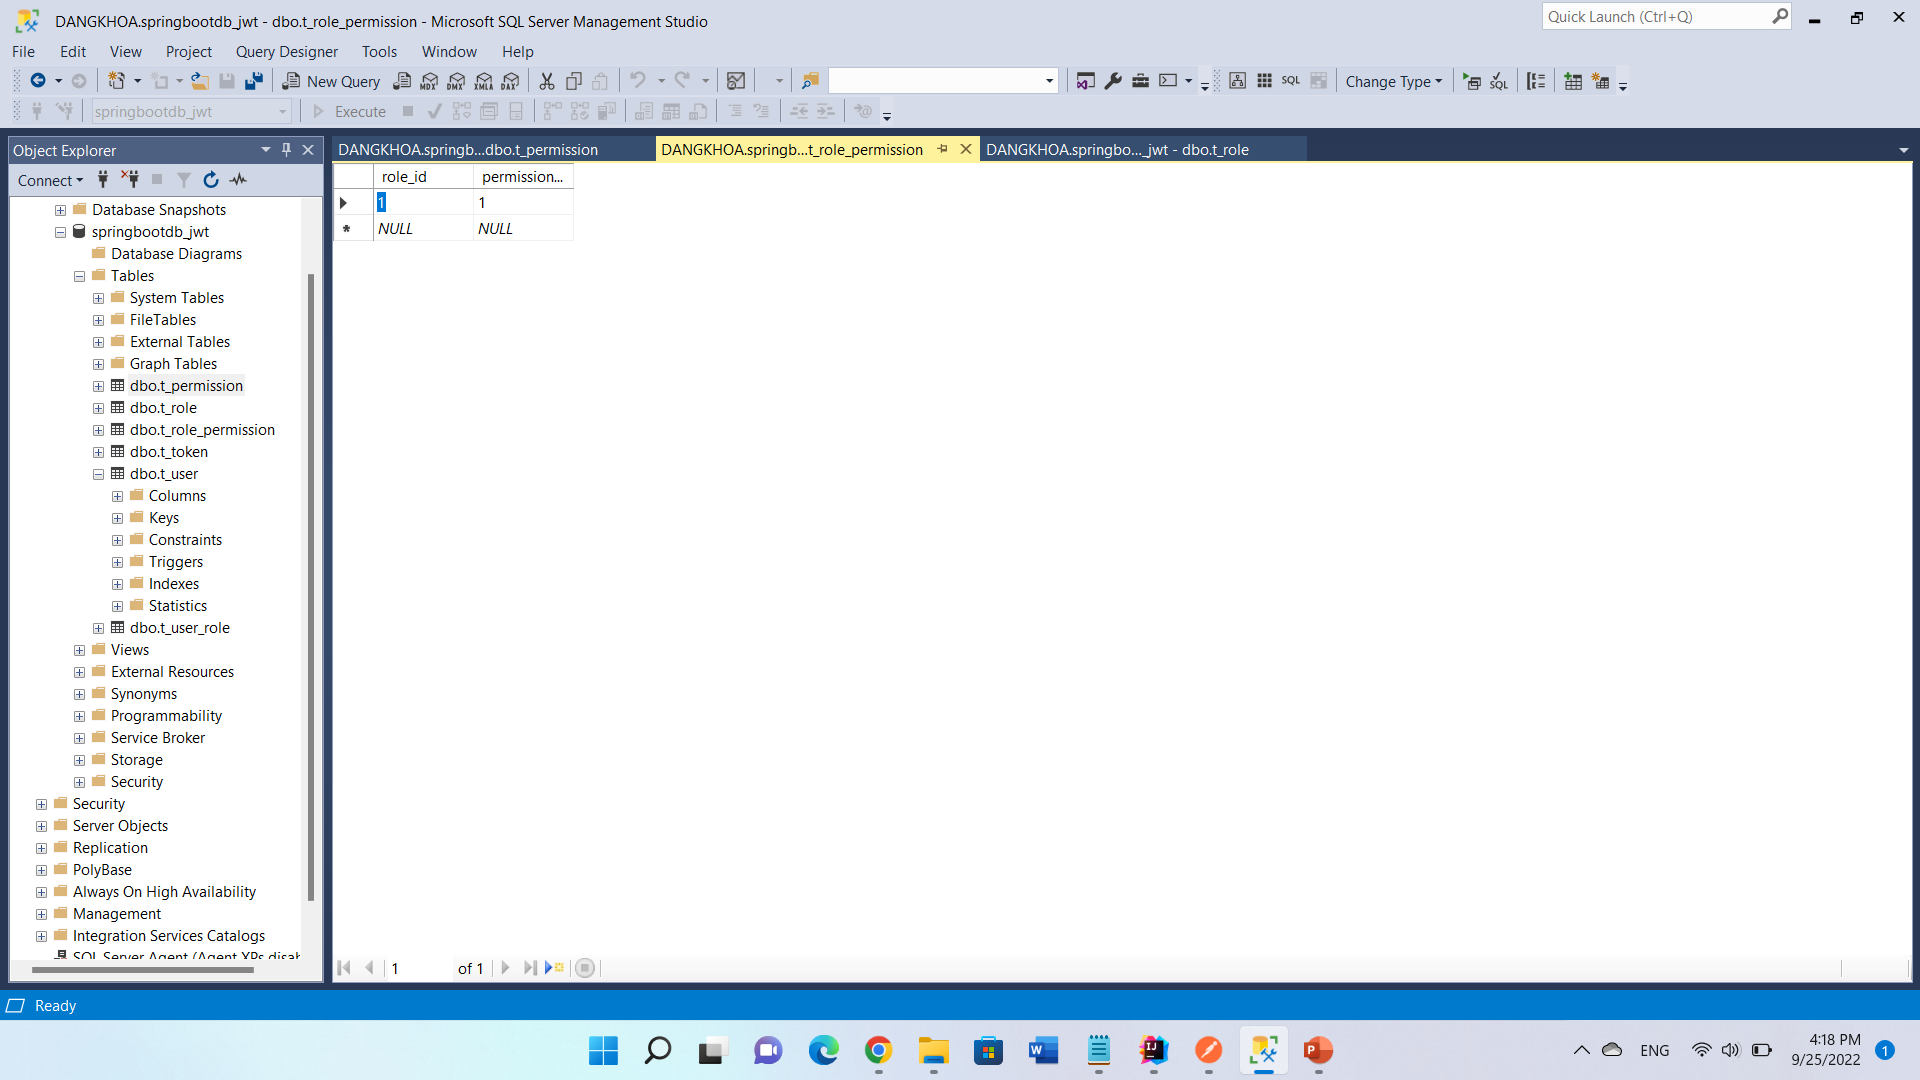 DANGKHOA.springbootdb_jwt - dbo.t_role_permission - Microsoft SQL Server Management Studio
Quick Launch (Ctrl+Q)
File Edit View Project Query Designer Tools Window Help
New Query MDX DMX XMLA DAX SQL Change Type SQL
springbootdb_jwt Execute
Object Explorer
DANGKHOA.springb...dbo.t_permission
DANGKHOA.springb...t_role_permission
DANGKHOA.springbo..._jwt - dbo.t_role
Connect
Database Snapshots
springbootdb_jwt
Database Diagrams
Tables
System Tables
FileTables
External Tables
Graph Tables
dbo.t_permission
dbo.t_role
dbo.t_role_permission
dbo.t_token
dbo.t_user
Columns
Keys
Constraints
Triggers
Indexes
Statistics
dbo.t_user_role
Views
External Resources
Synonyms
Programmability
Service Broker
Storage
Security
Security
Server Objects
Replication
PolyBase
Always On High Availability
Management
Integration Services Catalogs
SQL Server Agent (Agent XPs disab
role_id permission...
1 1
NULL NULL
1 of 1
Ready
ENG
4:18 PM
9/25/2022
1